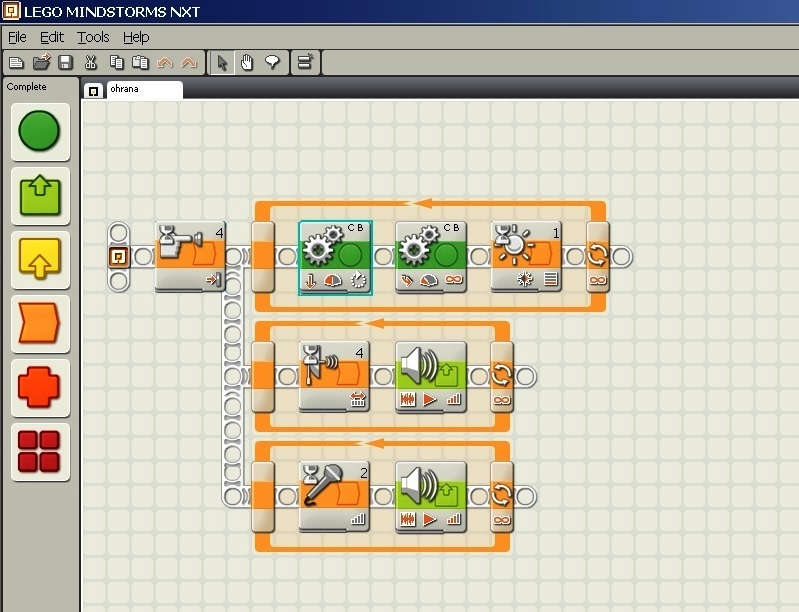 LEGO MINDSTORMS NXT
File Edit Tools Help
Complete
ohrana
4
C B
C B
1
4
2